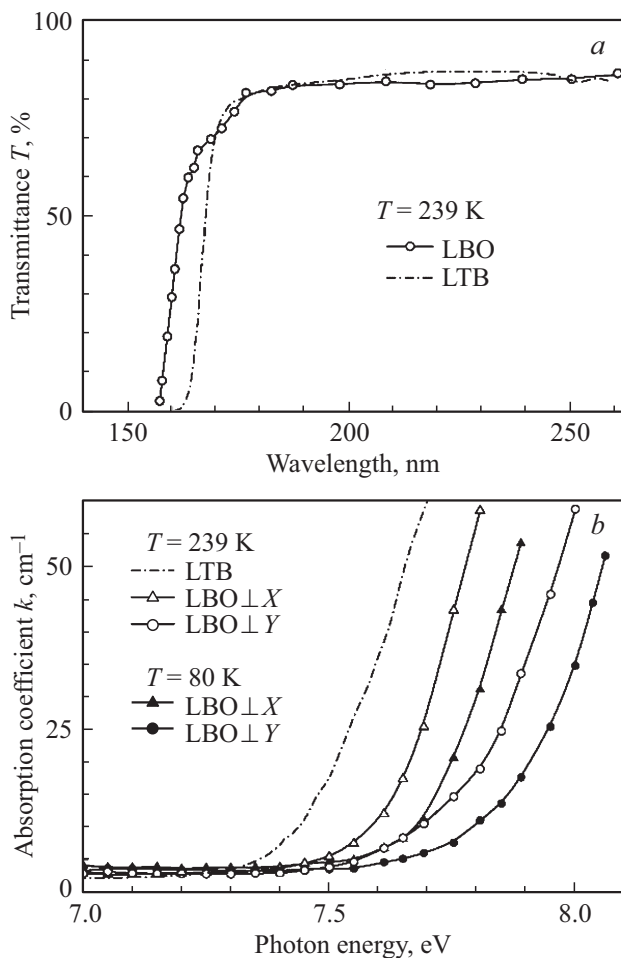 100
a
Transmittance T, %
50
T = 239 K
LBO
LTB
0
150
200
250
Wavelength, nm
b
50
T = 239 K
LTB
LBO⊥X
LBO⊥Y
T = 80 K
LBO⊥X
LBO⊥Y
Absorption coefficient k, cm⁻¹
25
0
7.0
7.5
8.0
Photon energy, eV